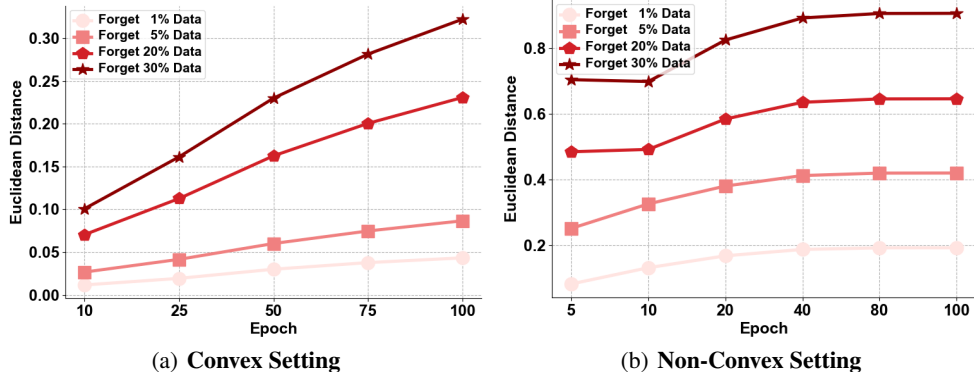 Forget 1% Data
Forget 5% Data
Forget 20% Data
Forget 30% Data
0.30
0.25
0.20
0.15
0.10
0.05
0.00
Euclidean Distance
10 25 50 75 100
Epoch
(a) Convex Setting
Forget 1% Data
Forget 5% Data
Forget 20% Data
Forget 30% Data
0.8
0.6
0.4
0.2
Euclidean Distance
5 10 20 40 80 100
Epoch
(b) Non-Convex Setting